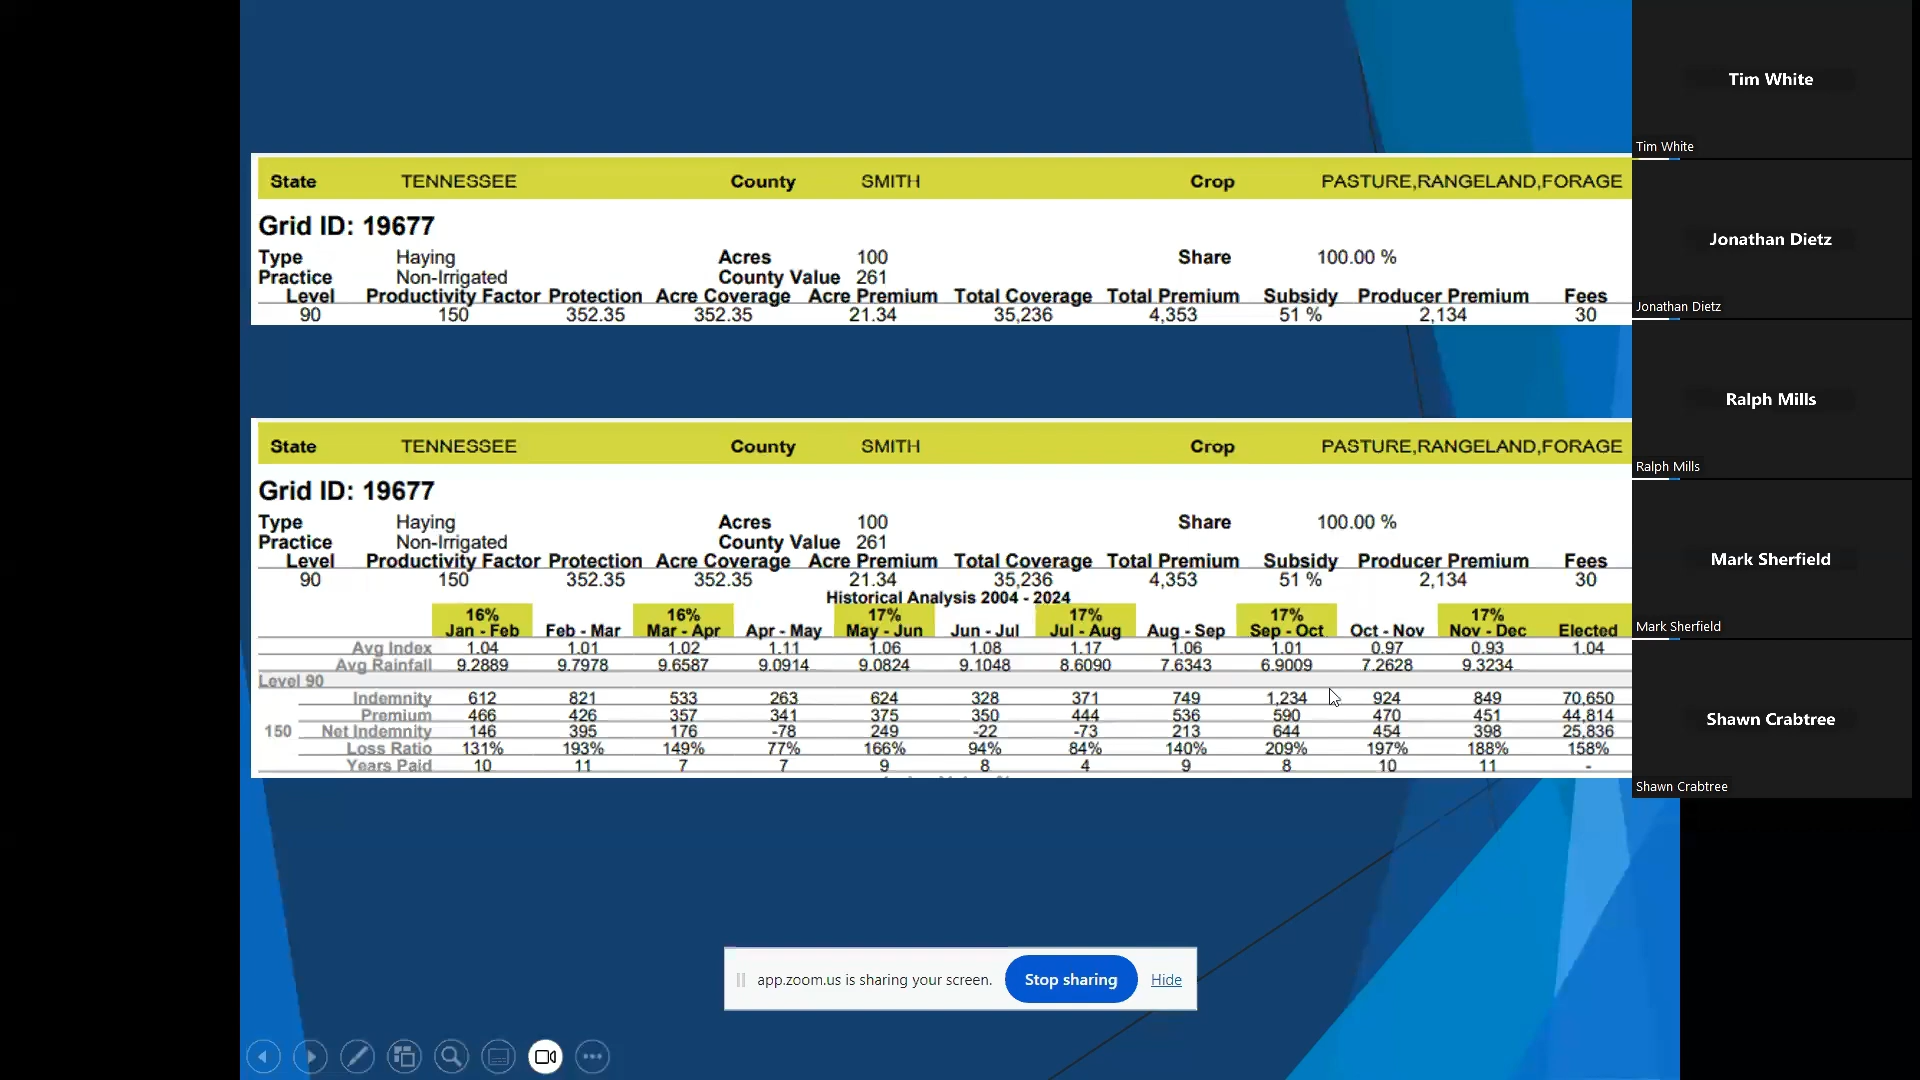 State TENNESSEE County SMITH Crop PASTURE,RANGELAND,FORAGE
Grid ID: 19677
Type Haying Acres 100 Share 100.00 %
Practice Non-Irrigated County Value 261
Level Productivity Factor Protection Acre Coverage Acre Premium Total Coverage Total Premium Subsidy Producer Premium Fees
90 150 352.35 352.35 21.34 35,236 4,353 51 % 2,134 30
State TENNESSEE County SMITH Crop PASTURE,RANGELAND,FORAGE
Grid ID: 19677
Type Haying Acres 100 Share 100.00 %
Practice Non-Irrigated County Value 261
Level Productivity Factor Protection Acre Coverage Acre Premium Total Coverage Total Premium Subsidy Producer Premium Fees
90 150 352.35 352.35 21.34 35,236 4,353 51 % 2,134 30
Historical Analysis 2004 - 2024
16% 16% 17% 17% 17% 17%
Jan - Feb Feb - Mar Mar - Apr Apr - May May - Jun Jun - Jul Jul - Aug Aug - Sep Sep - Oct Oct - Nov Nov - Dec Elected
Avg Index 1.04 1.01 1.02 1.11 1.06 1.08 1.17 1.06 1.01 0.97 0.93 1.04
Avg Rainfall 9.2889 9.7978 9.6587 9.0914 9.0824 9.1048 8.6090 7.6343 6.9009 7.2628 9.3234
Level 90
Indemnity 612 821 533 263 624 328 371 749 1,234 924 849 70,650
Premium 466 426 357 341 375 350 444 536 590 470 451 44,814
150 Net Indemnity 146 395 176 -78 249 -22 -73 213 644 454 398 25,836
Loss Ratio 131% 193% 149% 77% 166% 94% 84% 140% 209% 197% 188% 158%
Years Paid 10 11 7 7 9 8 4 9 8 10 11 -
Tim White
Tim White
Jonathan Dietz
Jonathan Dietz
Ralph Mills
Ralph Mills
Mark Sherfield
Mark Sherfield
Shawn Crabtree
Shawn Crabtree
app.zoom.us is sharing your screen. Stop sharing Hide